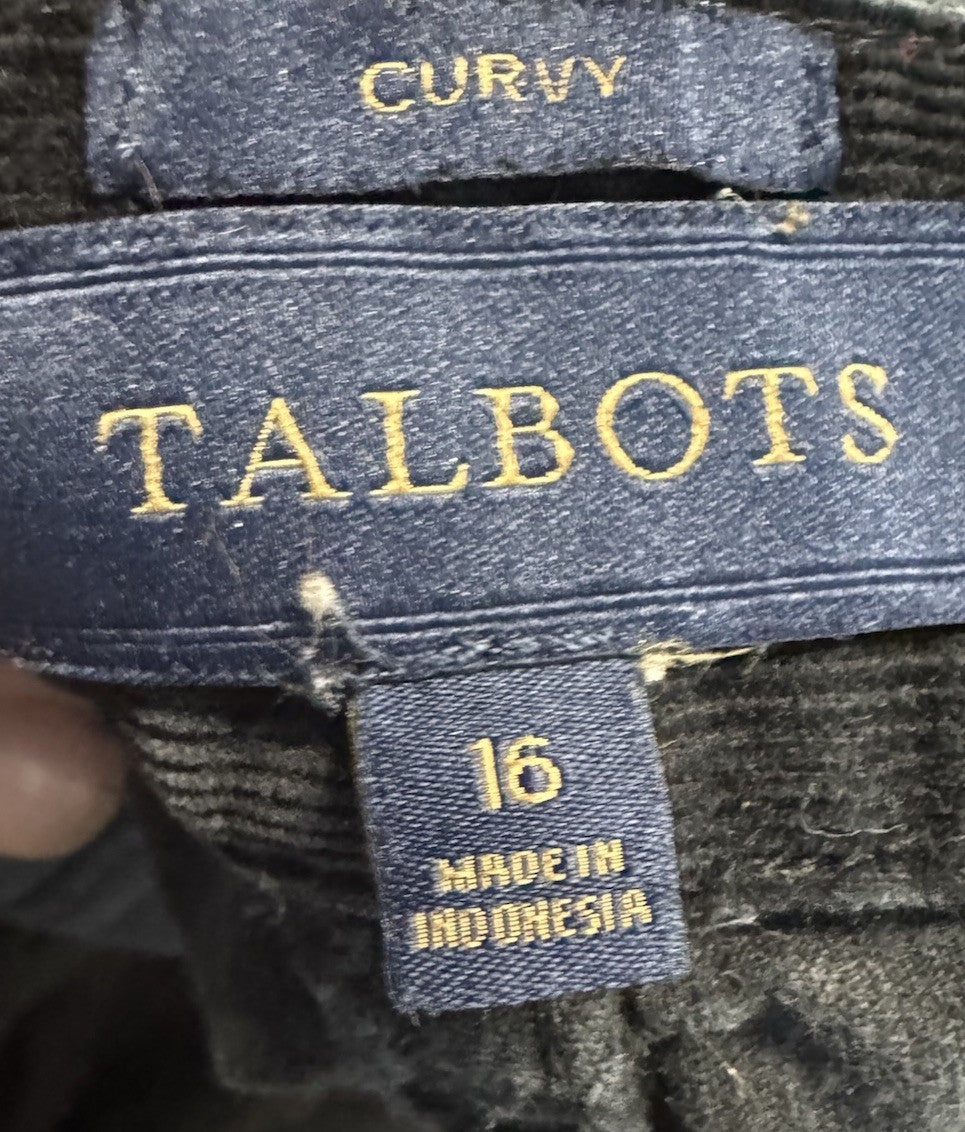 CURVY
TALBOTS
16
MADE IN
INDONESIA